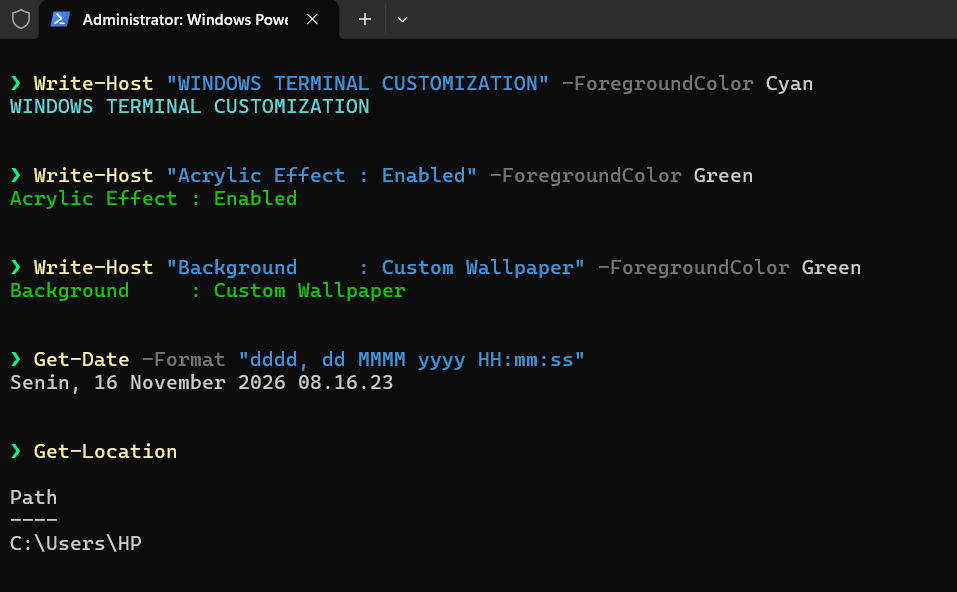 Administrator: Windows Powe
❯ Write-Host "WINDOWS TERMINAL CUSTOMIZATION" -ForegroundColor Cyan
WINDOWS TERMINAL CUSTOMIZATION
❯ Write-Host "Acrylic Effect : Enabled" -ForegroundColor Green
Acrylic Effect : Enabled
❯ Write-Host "Background     : Custom Wallpaper" -ForegroundColor Green
Background     : Custom Wallpaper
❯ Get-Date -Format "dddd, dd MMMM yyyy HH:mm:ss"
Senin, 16 November 2026 08.16.23
❯ Get-Location
Path
----
C:\Users\HP